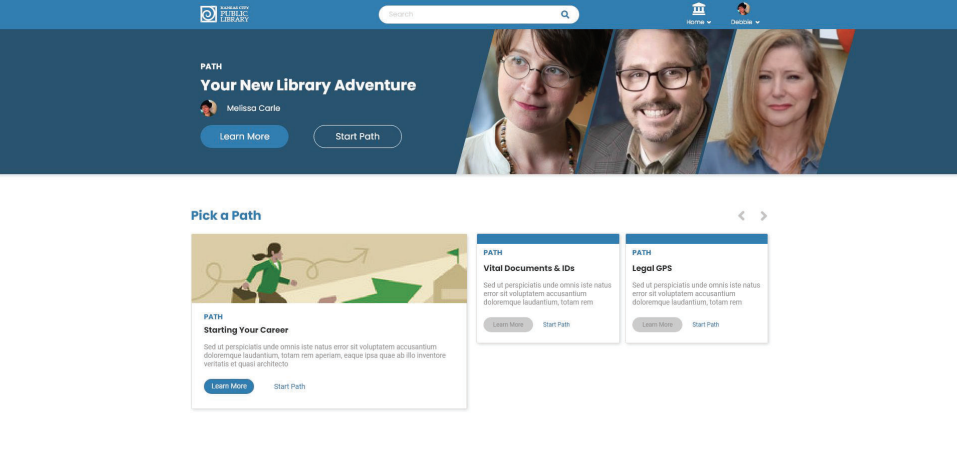 KANSAS CITY
PUBLIC
LIBRARY
Search
Home
Debbie
PATH
Your New Library Adventure
Melissa Carle
Learn More
Start Path
Pick a Path
PATH
Starting Your Career
Sed ut perspiciatis unde omnis iste natus error sit voluptatem accusantium
doloremque laudantium, totam rem aperiam, eaque ipsa quae ab illo inventore
veritatis et quasi architecto
Learn More
Start Path
PATH
Vital Documents & IDs
Sed ut perspiciatis unde omnis iste natus
error sit voluptatem accusantium
doloremque laudantium, totam rem
Learn More
Start Path
PATH
Legal GPS
Sed ut perspiciatis unde omnis iste natus
error sit voluptatem accusantium
doloremque laudantium, totam rem
Learn More
Start Path